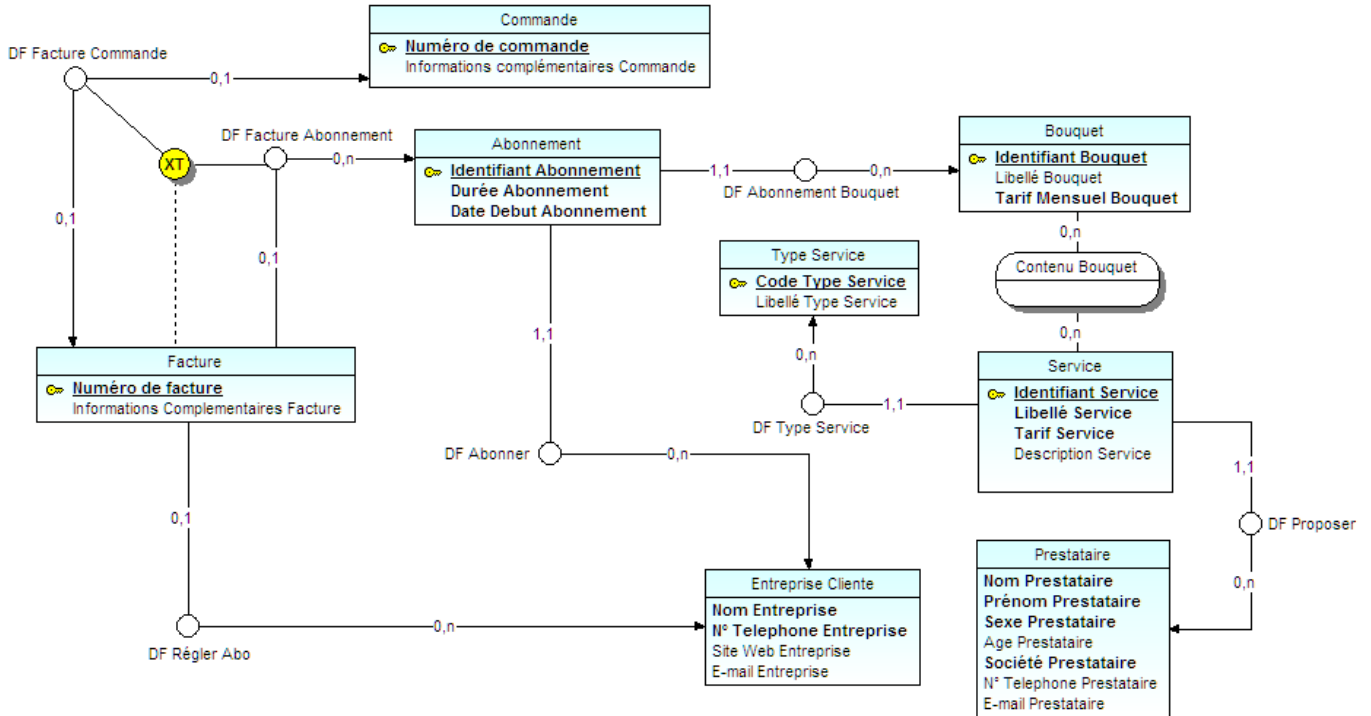 Commande
Numéro de commande
Informations complémentaires Commande
DF Facture Commande
0,1
XT
DF Facture Abonnement
0,n
Abonnement
Identifiant Abonnement
Durée Abonnement
Date Debut Abonnement
1,1
0,n
DF Abonnement Bouquet
Bouquet
Identifiant Bouquet
Libellé Bouquet
Tarif Mensuel Bouquet
0,n
Contenu Bouquet
0,n
Type Service
Code Type Service
Libellé Type Service
0,n
1,1
DF Type Service
Service
Identifiant Service
Libellé Service
Tarif Service
Description Service
1,1
DF Proposer
0,n
Prestataire
Nom Prestataire
Prénom Prestataire
Sexe Prestataire
Age Prestataire
Société Prestataire
N° Telephone Prestataire
E-mail Prestataire
0,1
0,1
1,1
Facture
Numéro de facture
Informations Complementaires Facture
DF Abonner
0,n
0,1
DF Régler Abo
0,n
Entreprise Cliente
Nom Entreprise
N° Telephone Entreprise
Site Web Entreprise
E-mail Entreprise